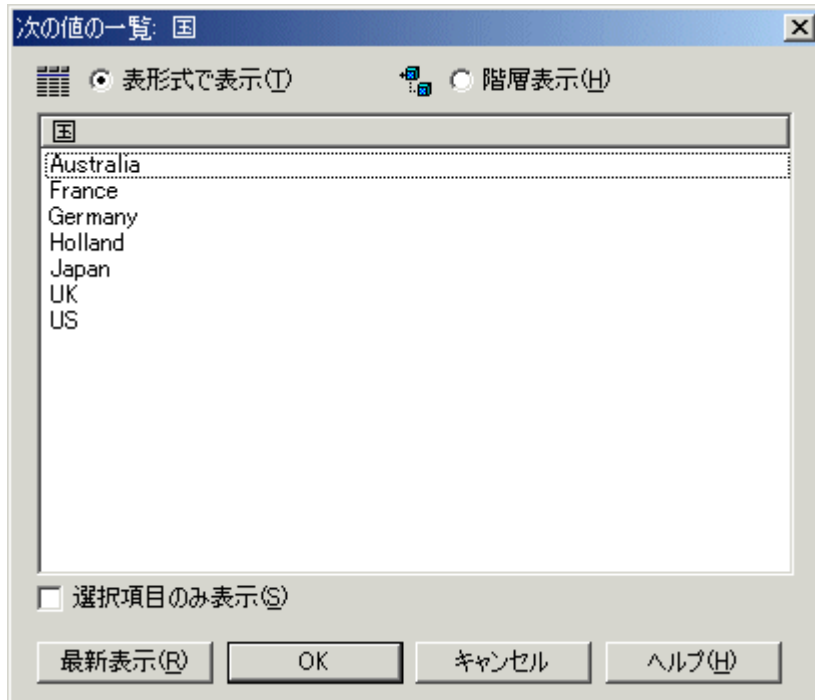 次の値の一覧: 国
表形式で表示(T) 階層表示(H)
国
Australia
France
Germany
Holland
Japan
UK
US
選択項目のみ表示(S)
最新表示(R) OK キャンセル ヘルプ(H)